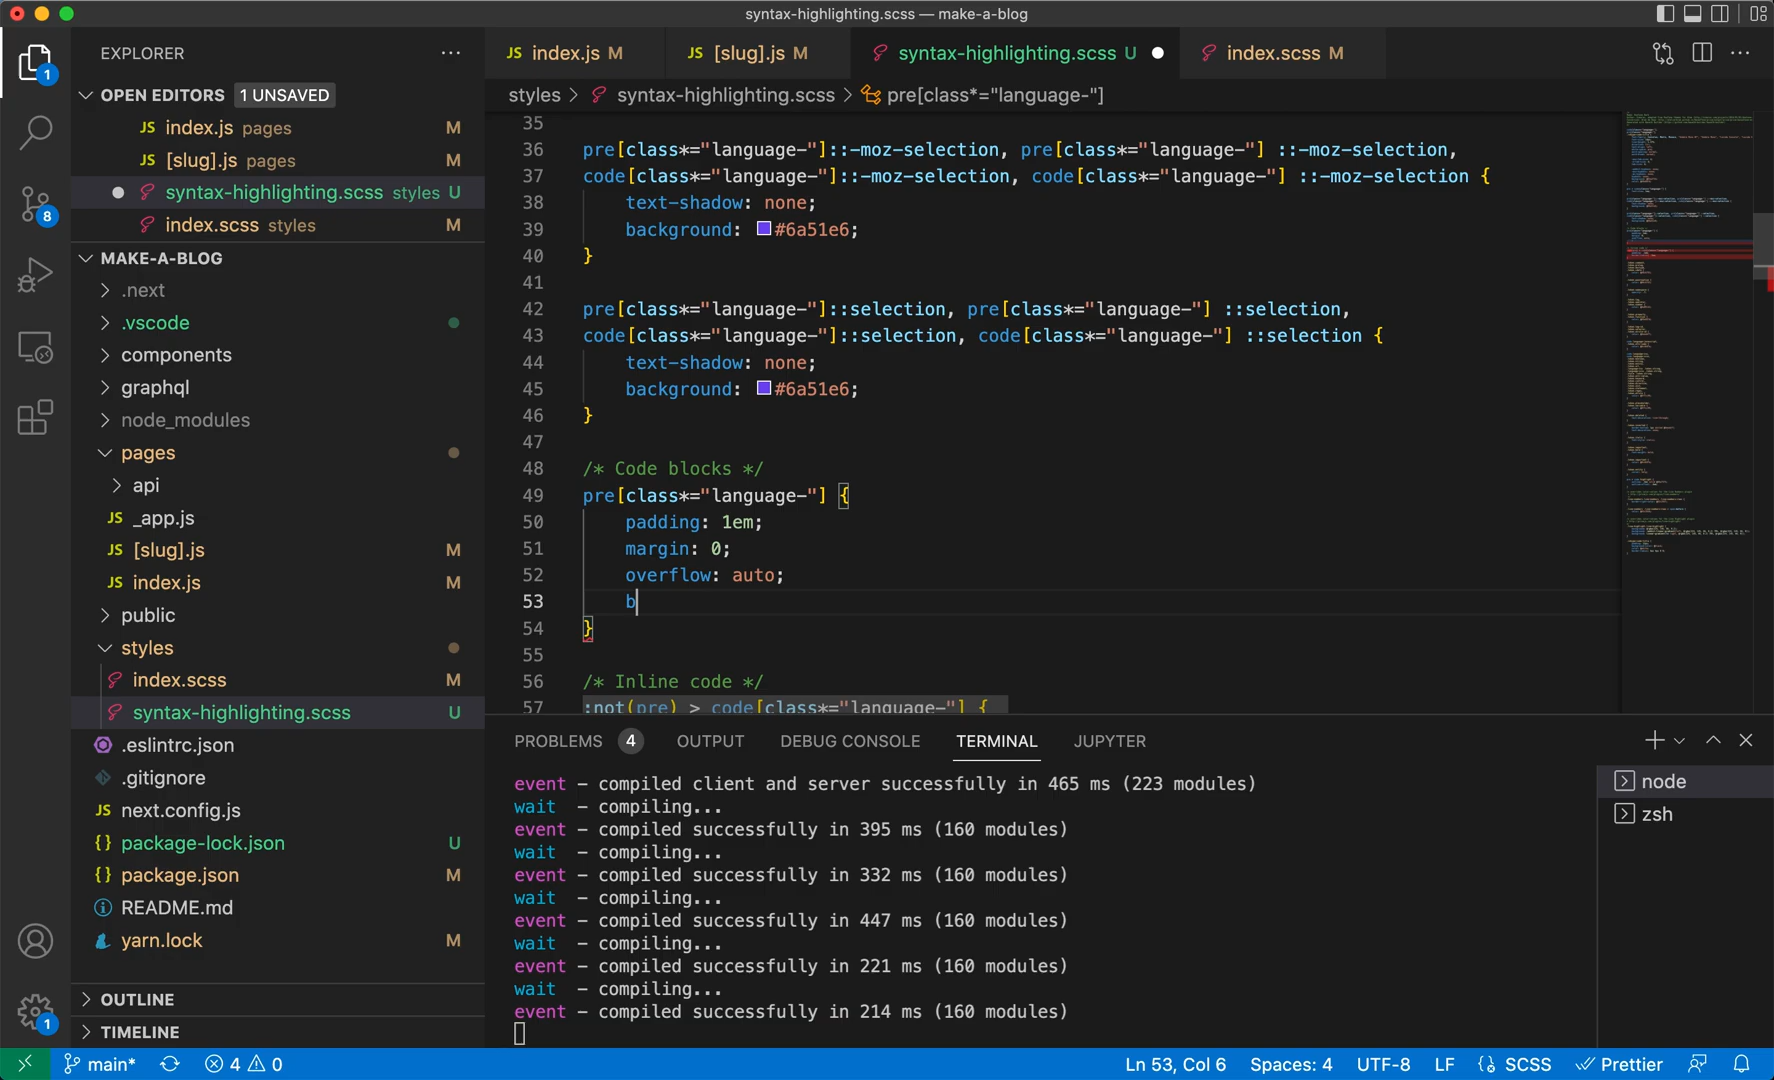 syntax-highlighting.scss — make-a-blog
EXPLORER
JS index.js M
JS [slug].js M
syntax-highlighting.scss U
index.scss M
OPEN EDITORS 1 UNSAVED
JS index.js pages M
JS [slug].js pages M
syntax-highlighting.scss styles U
index.scss styles M
MAKE-A-BLOG
.next
.vscode
components
graphql
node_modules
pages
api
JS _app.js
JS [slug].js M
JS index.js M
public
styles
index.scss M
syntax-highlighting.scss U
.eslintrc.json
.gitignore
JS next.config.js
{} package-lock.json U
{} package.json M
README.md
yarn.lock M
OUTLINE
TIMELINE
1
8
1
styles > syntax-highlighting.scss > pre[class*="language-"]
35
36 pre[class*="language-"]::-moz-selection, pre[class*="language-"] ::-moz-selection,
37 code[class*="language-"]::-moz-selection, code[class*="language-"] ::-moz-selection {
38 text-shadow: none;
39 background: #6a51e6;
40 }
41
42 pre[class*="language-"]::selection, pre[class*="language-"] ::selection,
43 code[class*="language-"]::selection, code[class*="language-"] ::selection {
44 text-shadow: none;
45 background: #6a51e6;
46 }
47
48 /* Code blocks */
49 pre[class*="language-"] {
50 padding: 1em;
51 margin: 0;
52 overflow: auto;
53 b
54 }
55
56 /* Inline code */
57 :not(pre) > code[class*="language-"] {
PROBLEMS 4 OUTPUT DEBUG CONSOLE TERMINAL JUPYTER
event - compiled client and server successfully in 465 ms (223 modules)
wait - compiling...
event - compiled successfully in 395 ms (160 modules)
wait - compiling...
event - compiled successfully in 332 ms (160 modules)
wait - compiling...
event - compiled successfully in 447 ms (160 modules)
wait - compiling...
event - compiled successfully in 221 ms (160 modules)
wait - compiling...
event - compiled successfully in 214 ms (160 modules)
node
zsh
main* 4 0 Ln 53, Col 6 Spaces: 4 UTF-8 LF SCSS Prettier